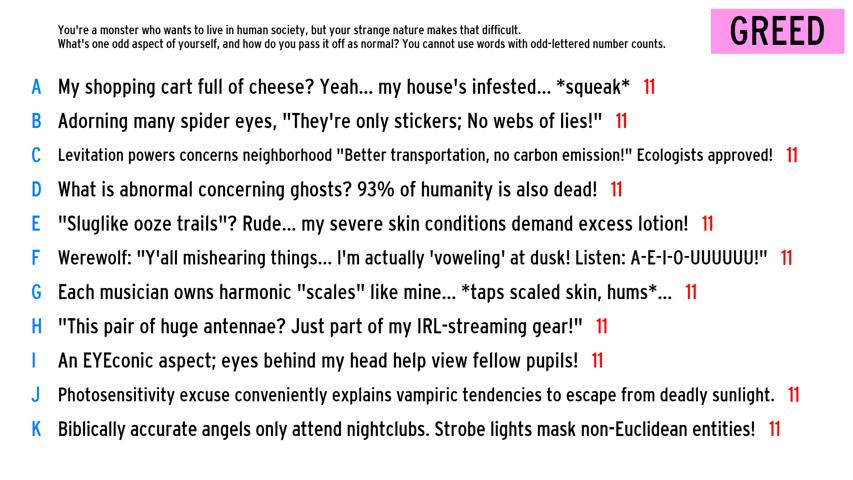 You're a monster who wants to live in human society, but your strange nature makes that difficult.
What's one odd aspect of yourself, and how do you pass it off as normal? You cannot use words with odd-lettered number counts.
GREED
A My shopping cart full of cheese? Yeah... my house's infested... *squeak* 11
B Adorning many spider eyes, "They're only stickers; No webs of lies!" 11
C Levitation powers concerns neighborhood "Better transportation, no carbon emission!" Ecologists approved! 11
D What is abnormal concerning ghosts? 93% of humanity is also dead! 11
E "Sluglike ooze trails"? Rude... my severe skin conditions demand excess lotion! 11
F Werewolf: "Y'all mishearing things... I'm actually 'voweling' at dusk! Listen: A-E-I-O-UUUUUU!" 11
G Each musician owns harmonic "scales" like mine... *taps scaled skin, hums*... 11
H "This pair of huge antennae? Just part of my IRL-streaming gear!" 11
I An EYEconic aspect; eyes behind my head help view fellow pupils! 11
J Photosensitivity excuse conveniently explains vampiric tendencies to escape from deadly sunlight. 11
K Biblically accurate angels only attend nightclubs. Strobe lights mask non-Euclidean entities! 11